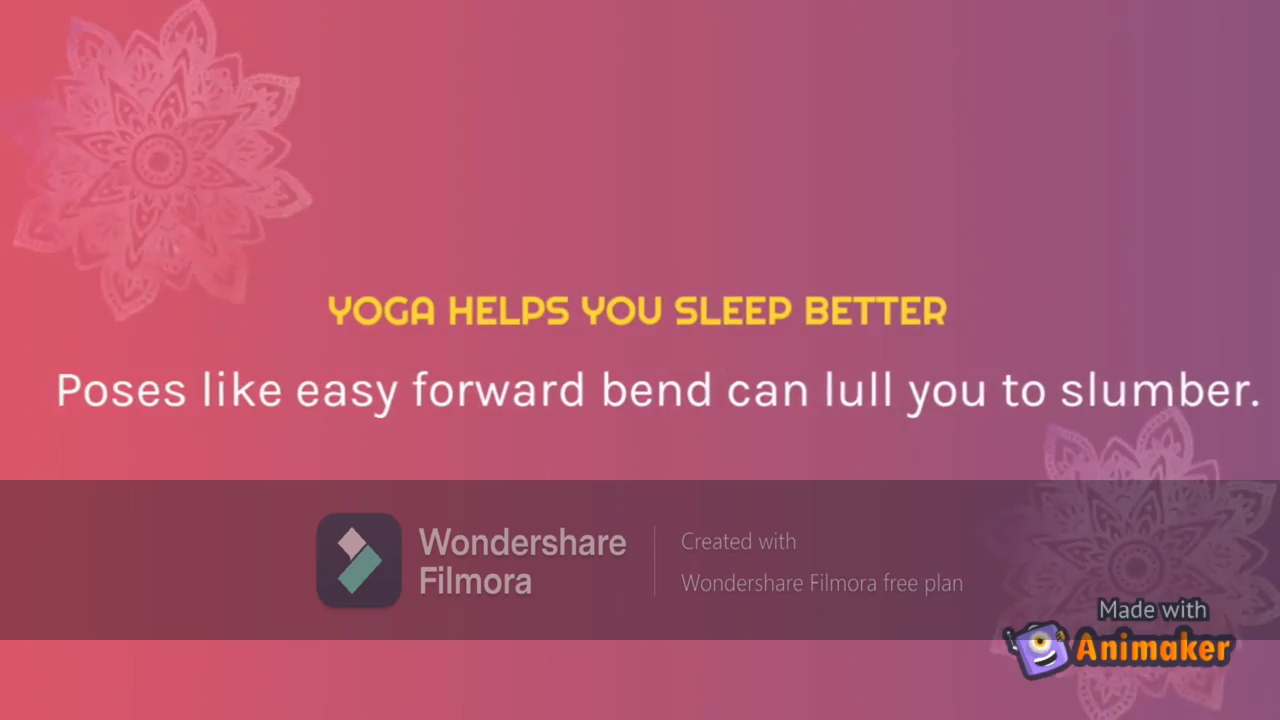 YOGA HELPS YOU SLEEP BETTER
Poses like easy forward bend can lull you to slumber.
Wondershare
Filmora
Created with
Wondershare Filmora free plan
Made with
Animaker